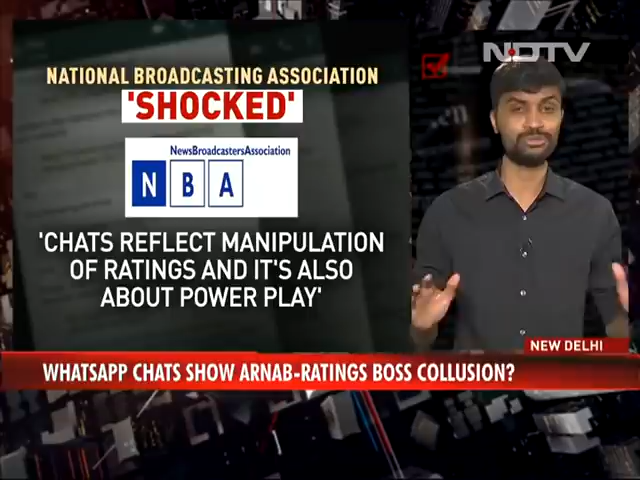 NDTV
NATIONAL BROADCASTING ASSOCIATION
'SHOCKED'
NewsBroadcastersAssociation
N B A
'CHATS REFLECT MANIPULATION
OF RATINGS AND IT'S ALSO
ABOUT POWER PLAY'
NEW DELHI
WHATSAPP CHATS SHOW ARNAB-RATINGS BOSS COLLUSION?